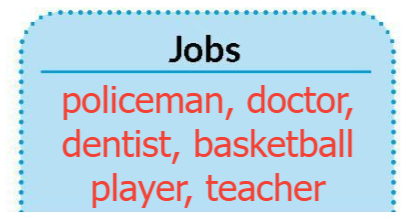 Jobs
policeman, doctor,
dentist, basketball
player, teacher